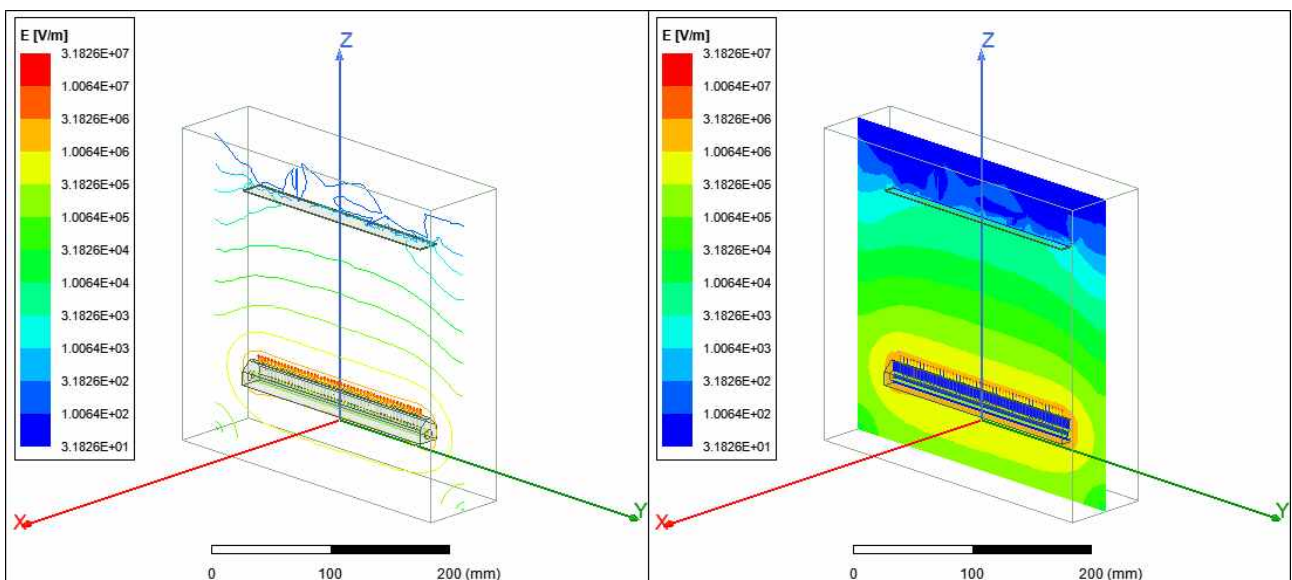 E [V/m]
3.1826E+07
1.0064E+07
3.1826E+06
1.0064E+06
3.1826E+05
1.0064E+05
3.1826E+04
1.0064E+04
3.1826E+03
1.0064E+03
3.1826E+02
1.0064E+02
3.1826E+01
Z
X
Y
0 100 200 (mm)
E [V/m]
3.1826E+07
1.0064E+07
3.1826E+06
1.0064E+06
3.1826E+05
1.0064E+05
3.1826E+04
1.0064E+04
3.1826E+03
1.0064E+03
3.1826E+02
1.0064E+02
3.1826E+01
Z
X
Y
0 100 200 (mm)